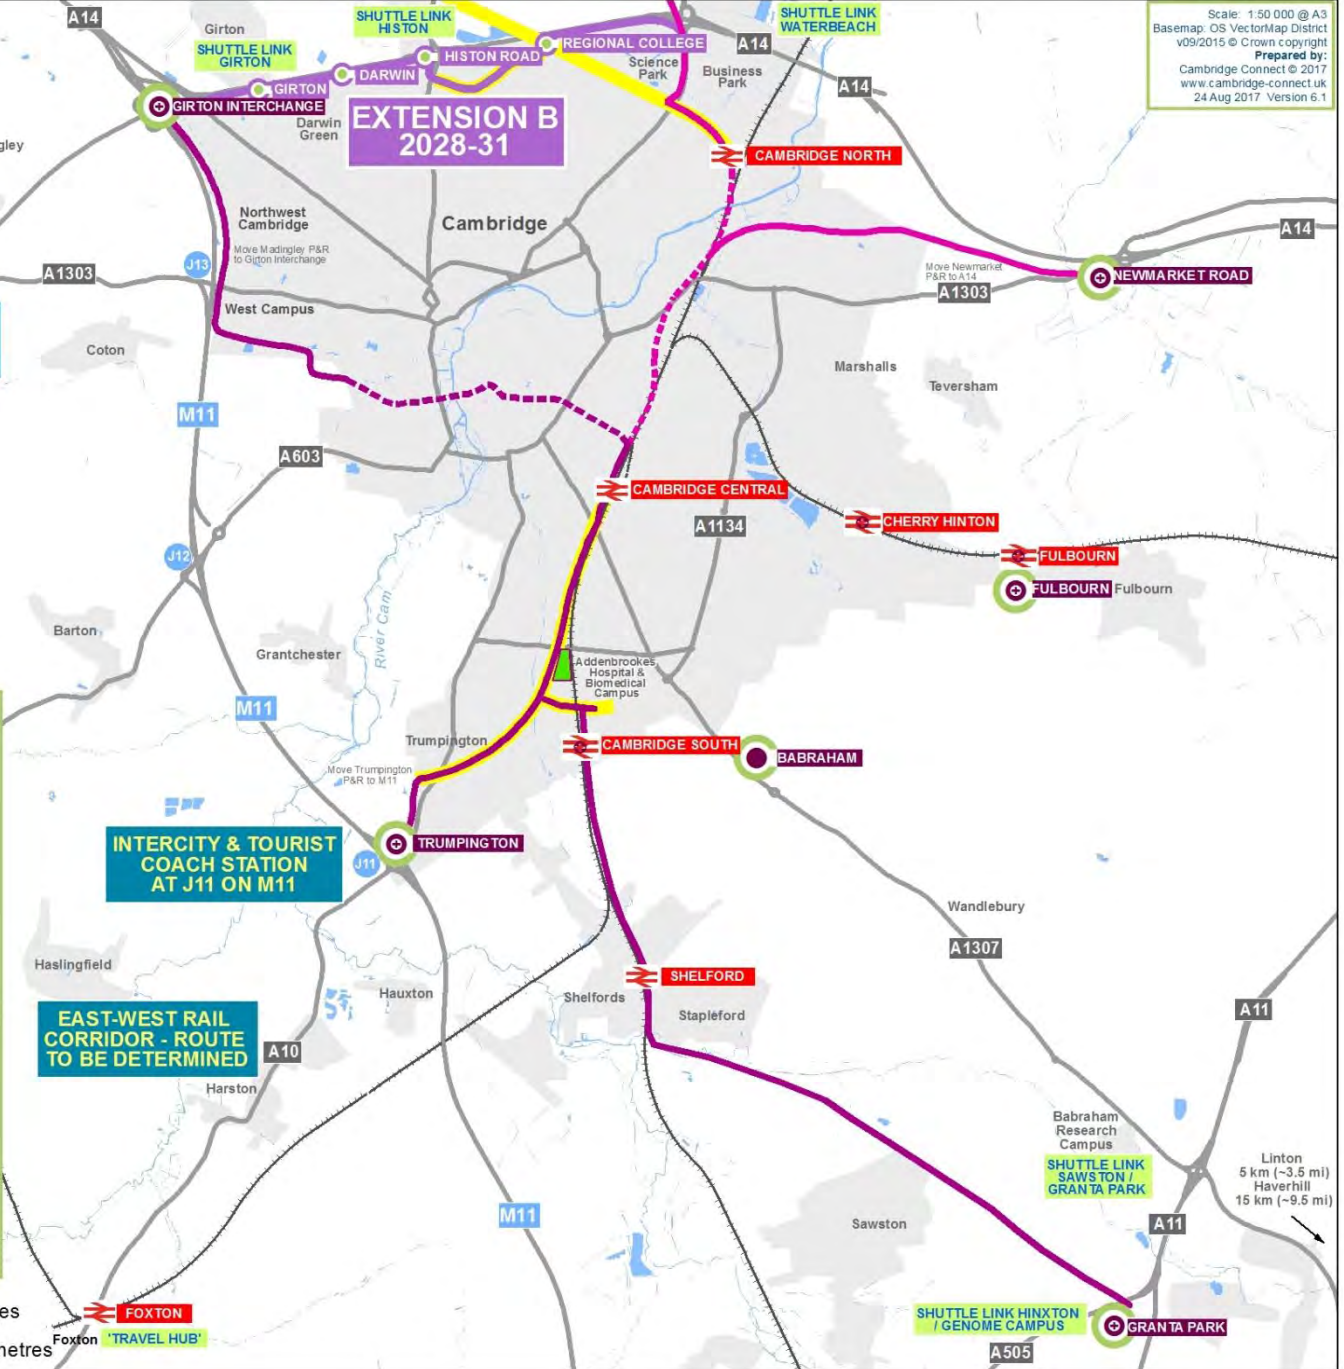 A14
Girton
SHUTTLE LINK
HISTON
SHUTTLE LINK
GIRTON
SHUTTLE LINK
WATERBEACH
Scale: 1:50 000 @ A3
Basemap: OS VectorMap District
v09/2015 © Crown copyright
Prepared by:
Cambridge Connect © 2017
www.cambridge-connect.uk
24 Aug 2017 Version 6.1
REGIONAL COLLEGE
A14
HISTON ROAD
DARWIN
GIRTON
GIRTON INTERCHANGE
Science
Park
Business
Park
A14
Darwin
Green
EXTENSION B
2028-31
gley
CAMBRIDGE NORTH
Northwest
Cambridge
Cambridge
Move Madingley P&R
to Girton Interchange
A14
J13
A1303
Move Newmarket
P&R to A14
NEWMARKET ROAD
A1303
West Campus
Coton
Marshalls
Teversham
M11
A603
CAMBRIDGE CENTRAL
A1134
CHERRY HINTON
J12
FULBOURN
FULBOURN
Fulbourn
Barton
Grantchester
River Cam
Addenbrookes
Hospital &
Biomedical
Campus
M11
Trumpington
CAMBRIDGE SOUTH
BABRAHAM
Move Trumpington
P&R to M11
INTERCITY & TOURIST
COACH STATION
AT J11 ON M11
TRUMPINGTON
J11
Wandlebury
A1307
Haslingfield
Hauxton
Shelfords
SHELFORD
Stapleford
A11
EAST-WEST RAIL
CORRIDOR - ROUTE
TO BE DETERMINED
A10
Harston
Babraham
Research
Campus
SHUTTLE LINK
SAWSTON /
GRANTA PARK
Linton
5 km (~3.5 mi)
Haverhill
15 km (~9.5 mi)
M11
Sawston
A11
es
FOXTON
Foxton
'TRAVEL HUB'
metres
SHUTTLE LINK HINXTON
/ GENOME CAMPUS
GRANTA PARK
A505